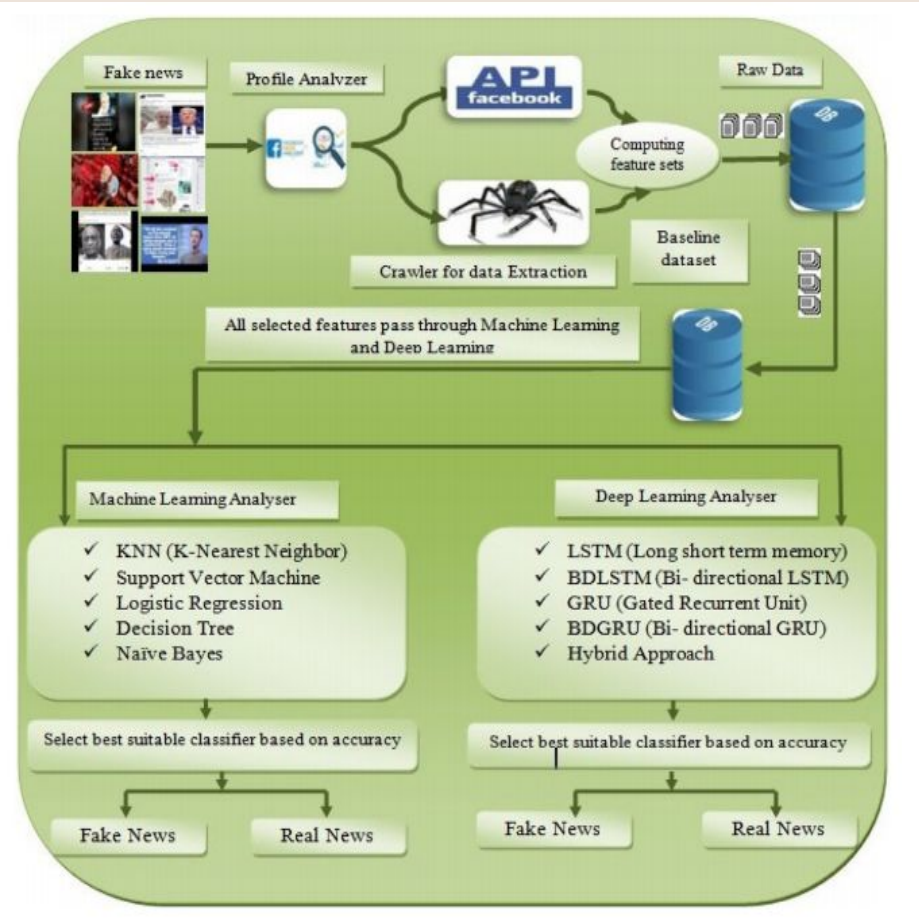 Fake news
Profile Analyzer
API
facebook
Raw Data
DB
Computing
feature sets
Baseline
dataset
Crawler for data Extraction
All selected features pass through Machine Learning
and Deep Learning
DB
Machine Learning Analyser
Deep Learning Analyser
✓ KNN (K-Nearest Neighbor)
✓ Support Vector Machine
✓ Logistic Regression
✓ Decision Tree
✓ Naïve Bayes
✓ LSTM (Long short term memory)
✓ BDLSTM (Bi- directional LSTM)
✓ GRU (Gated Recurrent Unit)
✓ BDGRU (Bi- directional GRU)
✓ Hybrid Approach
Select best suitable classifier based on accuracy
Select best suitable classifier based on accuracy
Fake News
Real News
Fake News
Real News